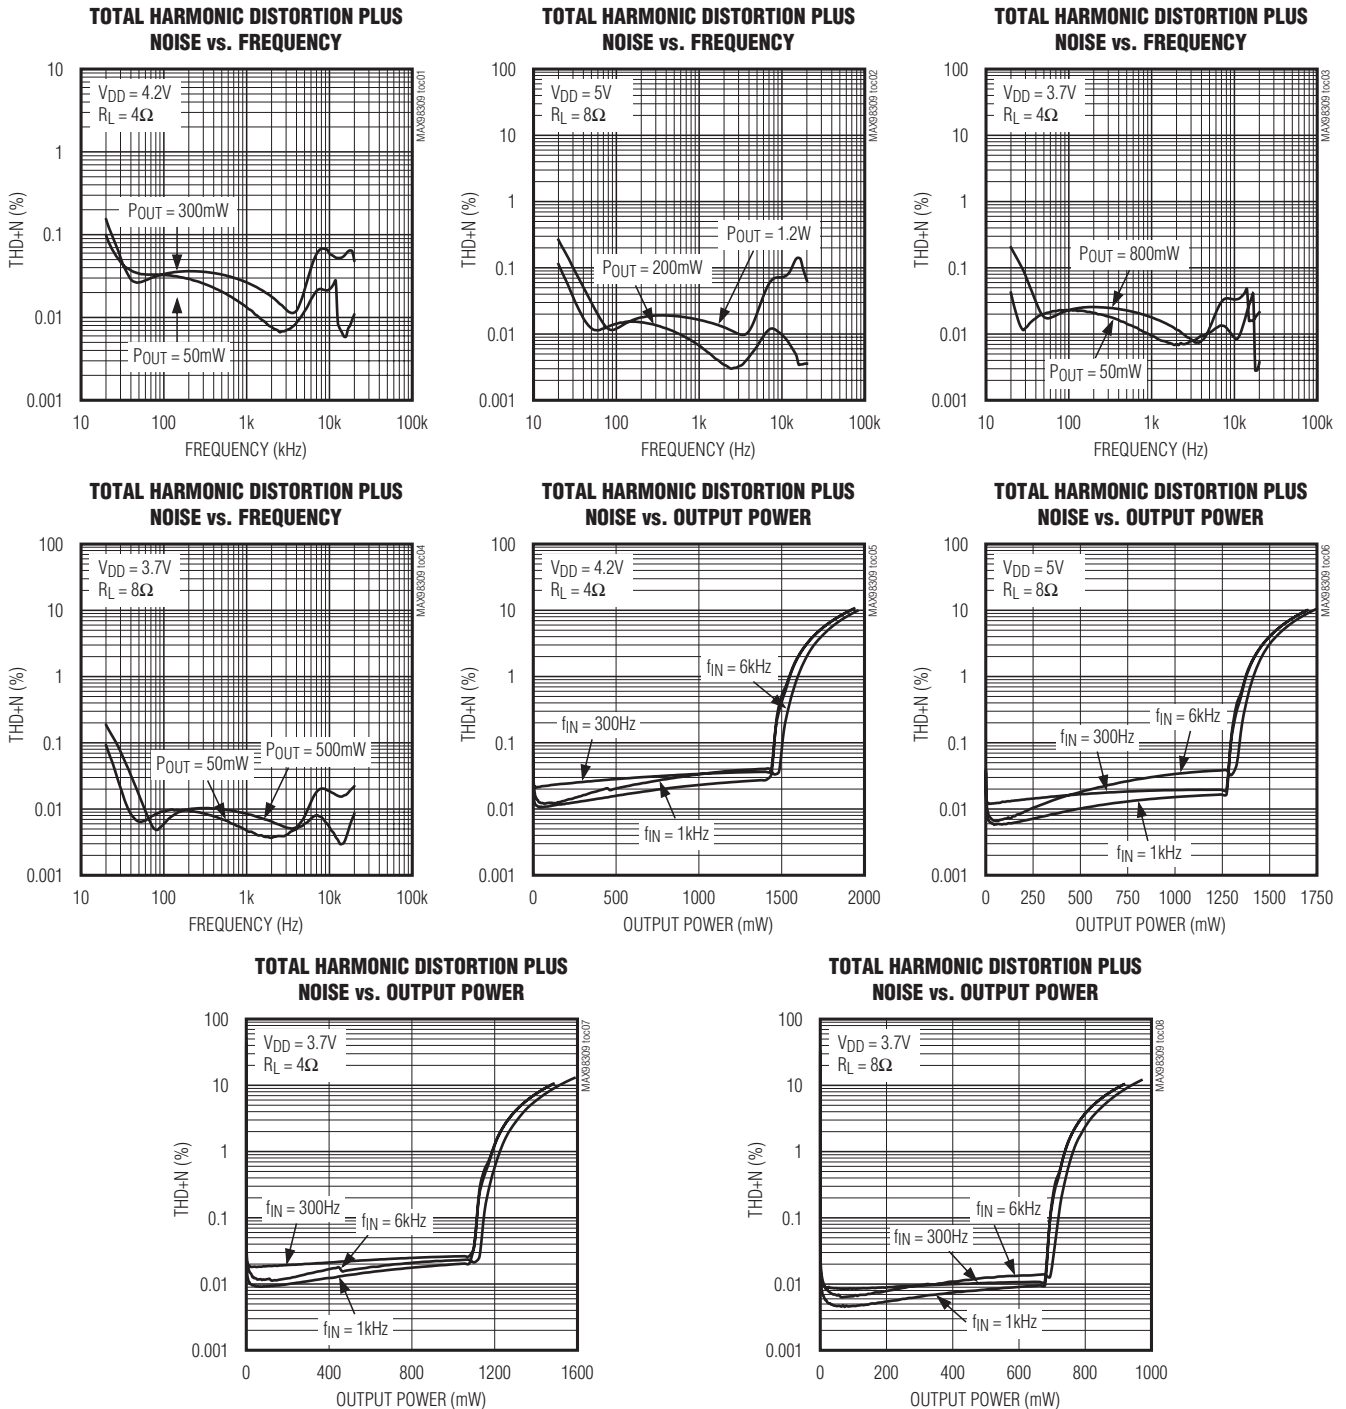 TOTAL HARMONIC DISTORTION PLUS
NOISE vs. FREQUENCY
10
1
0.1
0.01
0.001
THD+N (%)
VDD = 4.2V
RL = 4Ω
POUT = 300mW
POUT = 50mW
MAX98309 toc01
10
100
1k
10k
100k
FREQUENCY (kHz)
TOTAL HARMONIC DISTORTION PLUS
NOISE vs. FREQUENCY
100
10
1
0.1
0.01
0.001
THD+N (%)
VDD = 5V
RL = 8Ω
POUT = 1.2W
POUT = 200mW
MAX98309 toc02
10
100
1k
10k
100k
FREQUENCY (Hz)
TOTAL HARMONIC DISTORTION PLUS
NOISE vs. FREQUENCY
100
10
1
0.1
0.01
0.001
THD+N (%)
VDD = 3.7V
RL = 4Ω
POUT = 800mW
POUT = 50mW
MAX98309 toc03
10
100
1k
10k
100k
FREQUENCY (Hz)
TOTAL HARMONIC DISTORTION PLUS
NOISE vs. FREQUENCY
100
10
1
0.1
0.01
0.001
THD+N (%)
VDD = 3.7V
RL = 8Ω
POUT = 500mW
POUT = 50mW
MAX98309 toc04
10
100
1k
10k
100k
FREQUENCY (Hz)
TOTAL HARMONIC DISTORTION PLUS
NOISE vs. OUTPUT POWER
100
10
1
0.1
0.01
0.001
THD+N (%)
VDD = 4.2V
RL = 4Ω
fIN = 6kHz
fIN = 300Hz
fIN = 1kHz
MAX98309 toc05
0
500
1000
1500
2000
OUTPUT POWER (mW)
TOTAL HARMONIC DISTORTION PLUS
NOISE vs. OUTPUT POWER
100
10
1
0.1
0.01
0.001
THD+N (%)
VDD = 5V
RL = 8Ω
fIN = 6kHz
fIN = 300Hz
fIN = 1kHz
MAX98309 toc06
0
250
500
750
1000
1250
1500
1750
OUTPUT POWER (mW)
TOTAL HARMONIC DISTORTION PLUS
NOISE vs. OUTPUT POWER
100
10
1
0.1
0.01
0.001
THD+N (%)
VDD = 3.7V
RL = 4Ω
fIN = 300Hz
fIN = 6kHz
fIN = 1kHz
MAX98309 toc07
0
400
800
1200
1600
OUTPUT POWER (mW)
TOTAL HARMONIC DISTORTION PLUS
NOISE vs. OUTPUT POWER
100
10
1
0.1
0.01
0.001
THD+N (%)
VDD = 3.7V
RL = 8Ω
fIN = 6kHz
fIN = 300Hz
fIN = 1kHz
MAX98309 toc08
0
200
400
600
800
1000
OUTPUT POWER (mW)